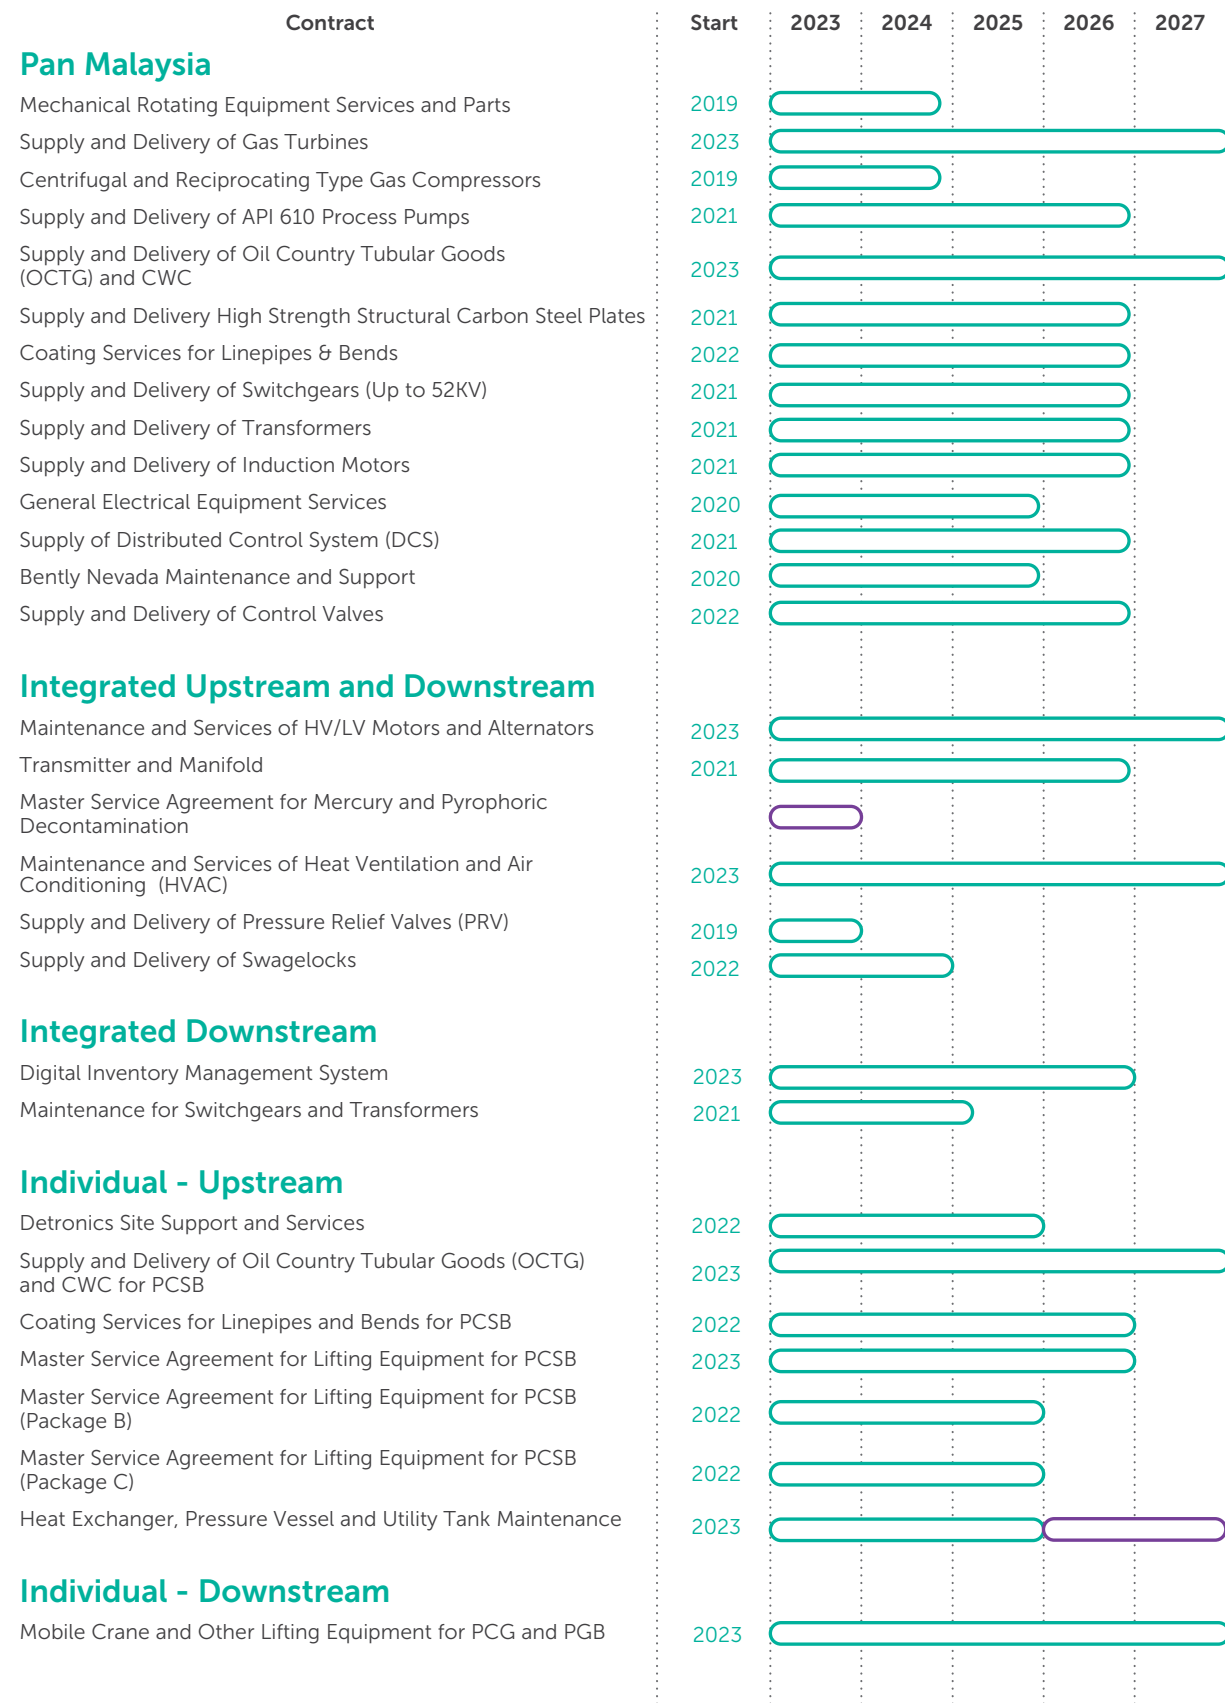 Contract Start 2023 2024 2025 2026 2027
Pan Malaysia
Mechanical Rotating Equipment Services and Parts 2019
Supply and Delivery of Gas Turbines 2023
Centrifugal and Reciprocating Type Gas Compressors 2019
Supply and Delivery of API 610 Process Pumps 2021
Supply and Delivery of Oil Country Tubular Goods
(OCTG) and CWC 2023
Supply and Delivery High Strength Structural Carbon Steel Plates 2021
Coating Services for Linepipes & Bends 2022
Supply and Delivery of Switchgears (Up to 52KV) 2021
Supply and Delivery of Transformers 2021
Supply and Delivery of Induction Motors 2021
General Electrical Equipment Services 2020
Supply of Distributed Control System (DCS) 2021
Bently Nevada Maintenance and Support 2020
Supply and Delivery of Control Valves 2022
Integrated Upstream and Downstream
Maintenance and Services of HV/LV Motors and Alternators 2023
Transmitter and Manifold 2021
Master Service Agreement for Mercury and Pyrophoric
Decontamination
Maintenance and Services of Heat Ventilation and Air
Conditioning (HVAC) 2023
Supply and Delivery of Pressure Relief Valves (PRV) 2019
Supply and Delivery of Swagelocks 2022
Integrated Downstream
Digital Inventory Management System 2023
Maintenance for Switchgears and Transformers 2021
Individual - Upstream
Detronics Site Support and Services 2022
Supply and Delivery of Oil Country Tubular Goods (OCTG)
and CWC for PCSB 2023
Coating Services for Linepipes and Bends for PCSB 2022
Master Service Agreement for Lifting Equipment for PCSB 2023
Master Service Agreement for Lifting Equipment for PCSB
(Package B) 2022
Master Service Agreement for Lifting Equipment for PCSB
(Package C) 2022
Heat Exchanger, Pressure Vessel and Utility Tank Maintenance 2023
Individual - Downstream
Mobile Crane and Other Lifting Equipment for PCG and PGB 2023